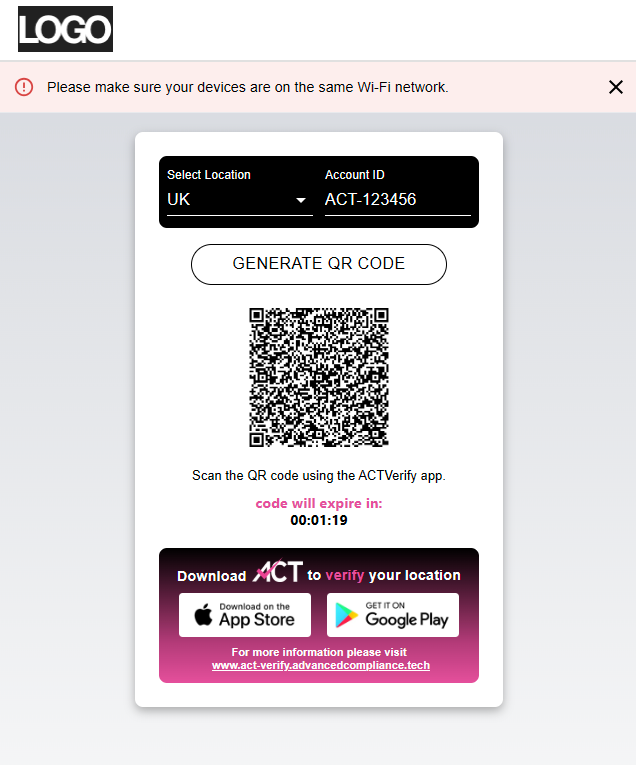 LOGO
Please make sure your devices are on the same Wi-Fi network.
Select Location
Account ID
UK
ACT-123456
GENERATE QR CODE
Scan the QR code using the ACTVerify app.
code will expire in:
00:01:19
Download ACT to verify your location
Download on the
App Store
GET IT ON
Google Play
For more information please visit
www.act-verify.advancedcompliance.tech